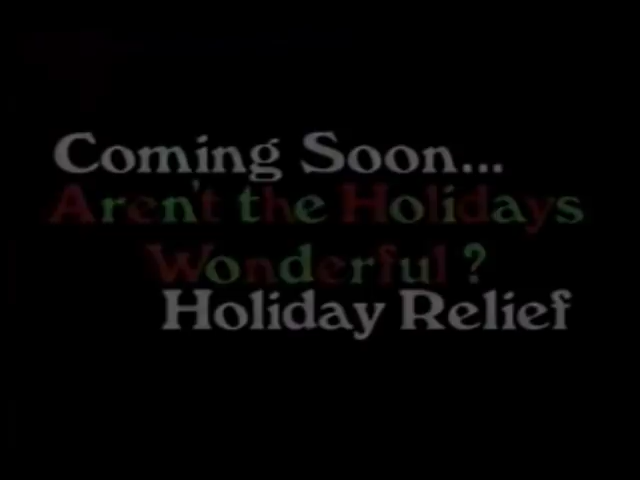 Coming Soon...
Aren't the Holidays
Wonderful ?
Holiday Relief